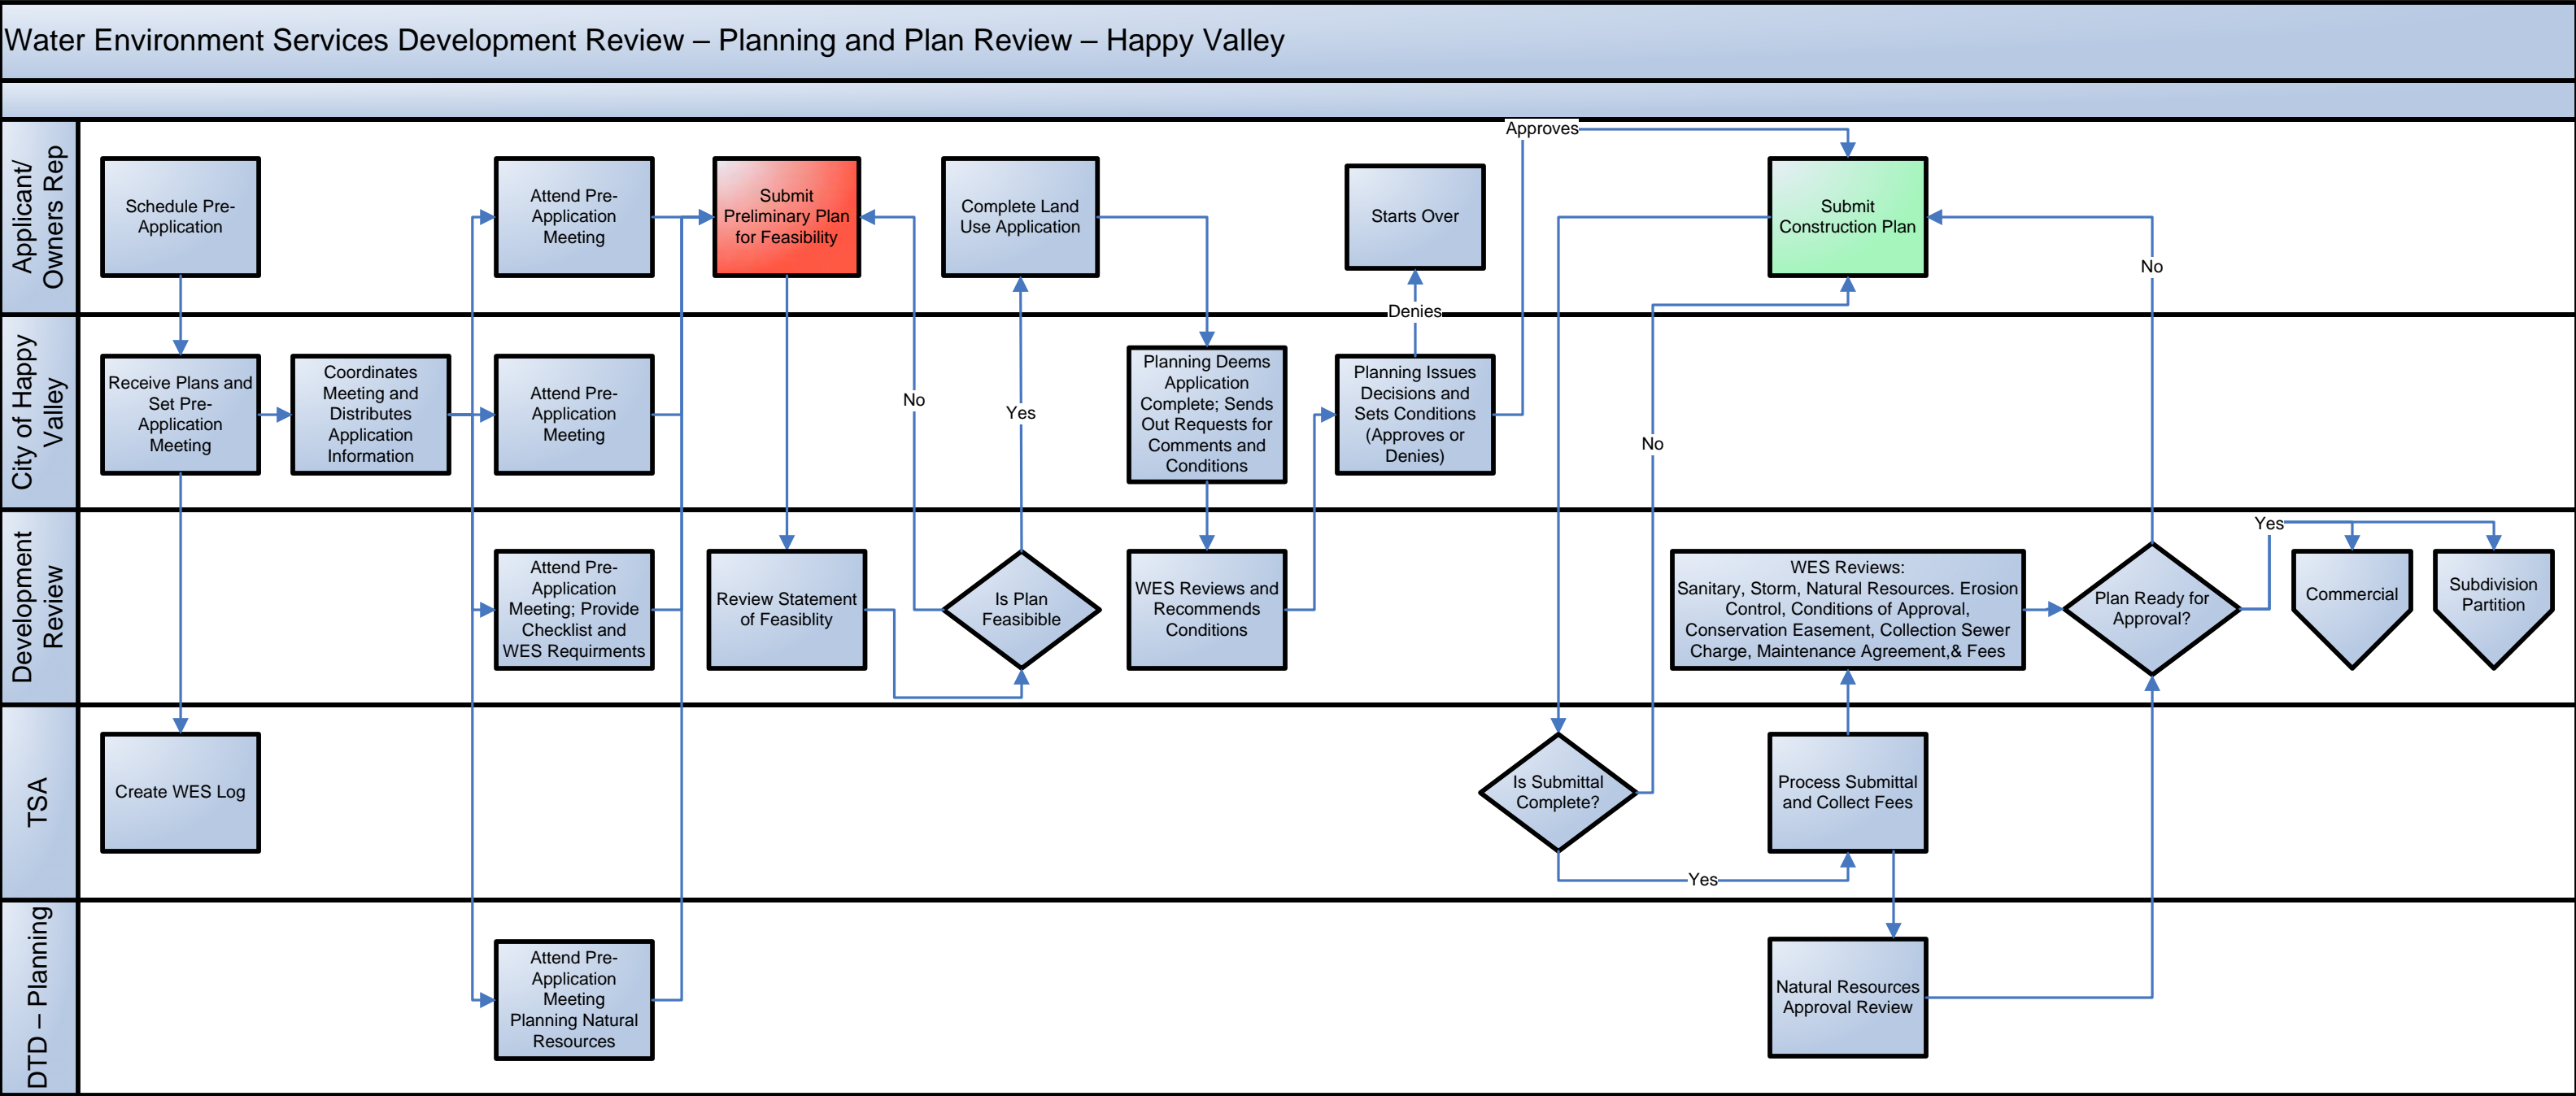 Water Environment Services Development Review – Planning and Plan Review – Happy Valley
Applicant/
Owners Rep
Schedule Pre-
Application
Attend Pre-
Application
Meeting
Submit
Preliminary Plan
for Feasibility
Complete Land
Use Application
Starts Over
Approves
Submit
Construction Plan
No
Denies
City of Happy
Valley
Receive Plans and
Set Pre-
Application
Meeting
Coordinates
Meeting and
Distributes
Application
Information
Attend Pre-
Application
Meeting
No
Yes
Planning Deems
Application
Complete; Sends
Out Requests for
Comments and
Conditions
Planning Issues
Decisions and
Sets Conditions
(Approves or
Denies)
No
Development
Review
Attend Pre-
Application
Meeting; Provide
Checklist and
WES Requirments
Review Statement
of Feasiblity
Is Plan
Feasibible
WES Reviews and
Recommends
Conditions
WES Reviews:
Sanitary, Storm, Natural Resources. Erosion
Control, Conditions of Approval,
Conservation Easement, Collection Sewer
Charge, Maintenance Agreement,& Fees
Plan Ready for
Approval?
Yes
Commercial
Subdivision
Partition
TSA
Create WES Log
Is Submittal
Complete?
Yes
Process Submittal
and Collect Fees
DTD – Planning
Attend Pre-
Application
Meeting
Planning Natural
Resources
Natural Resources
Approval Review